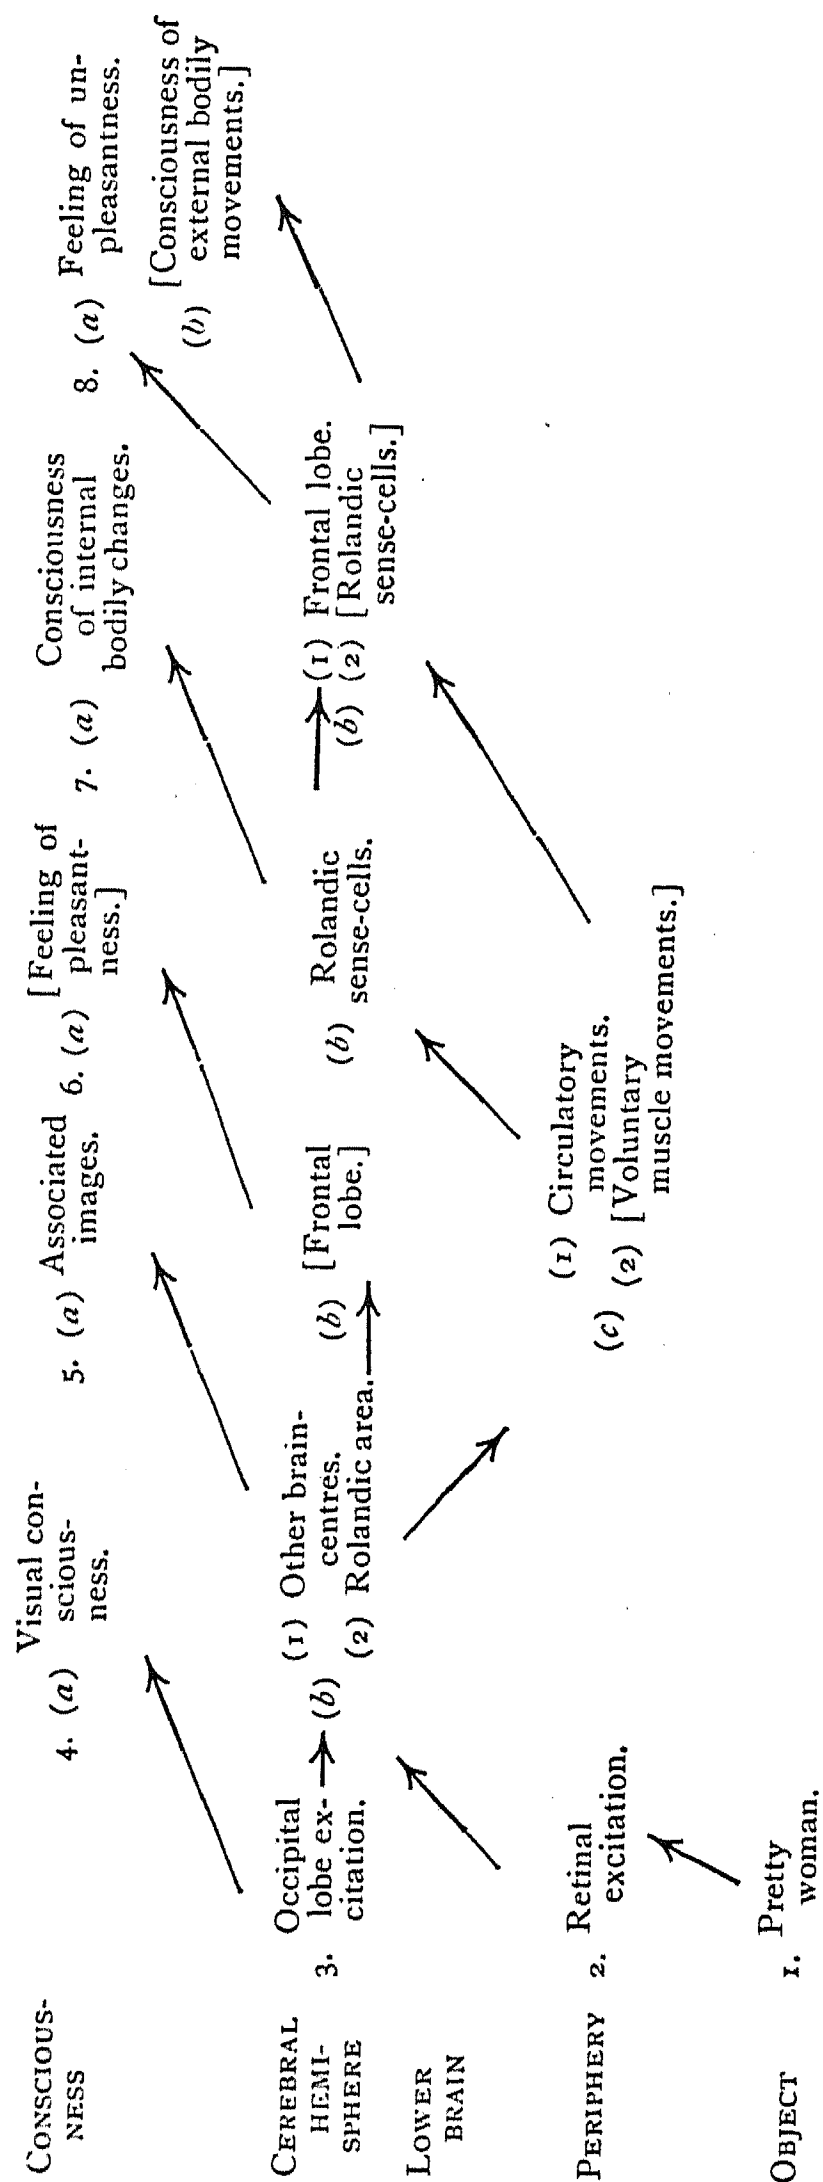 CONSCIOUS-
NESS
4. (a) Visual con-
scious-
ness.
5. (a) Associated
images.
6. (a) [Feeling of
pleasant-
ness.]
7. (a) Consciousness
of internal
bodily changes.
8. (a) Feeling of un-
pleasantness.
(b) [Consciousness of
external bodily
movements.]
CEREBRAL
HEMI-
SPHERE
3. Occipital
lobe ex-
citation.
(b) (1) Other brain-
centres.
(2) Rolandic area.
(b) [Frontal
lobe.]
(b) Rolandic
sense-cells.
(b) (1) Frontal lobe.
(2) [Rolandic
sense-cells.]
LOWER
BRAIN
PERIPHERY
2. Retinal
excitation.
(c) (1) Circulatory
movements.
(2) [Voluntary
muscle movements.]
OBJECT
1. Pretty
woman.